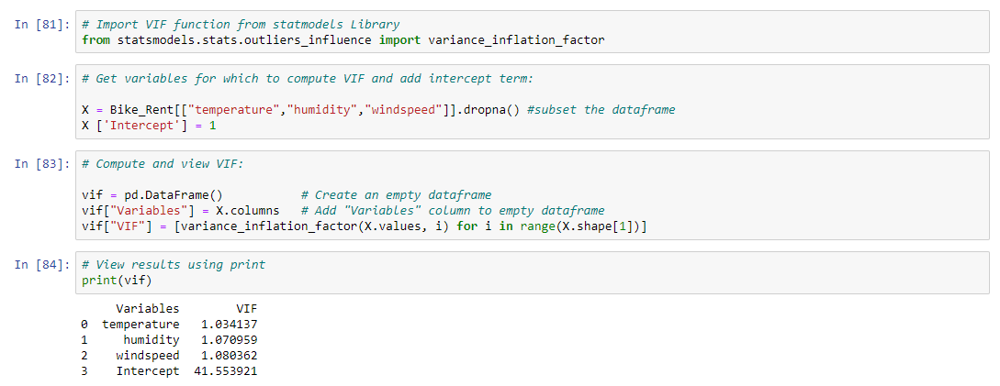 In [81]: # Import VIF function from statmodels Library
from statsmodels.stats.outliers_influence import variance_inflation_factor
In [82]: # Get variables for which to compute VIF and add intercept term:
X = Bike_Rent[["temperature","humidity","windspeed"]].dropna() #subset the dataframe
X ['Intercept'] = 1
In [83]: # Compute and view VIF:
vif = pd.DataFrame() # Create an empty dataframe
vif["Variables"] = X.columns # Add "Variables" column to empty dataframe
vif["VIF"] = [variance_inflation_factor(X.values, i) for i in range(X.shape[1])]
In [84]: # View results using print
print(vif)
Variables VIF
0 temperature 1.034137
1 humidity 1.070959
2 windspeed 1.080362
3 Intercept 41.553921